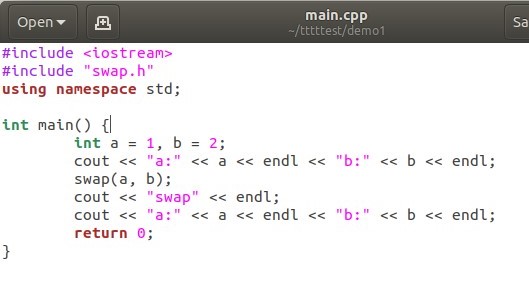 Open
main.cpp
~/tttttest/demo1
Sa
#include <iostream>
#include "swap.h"
using namespace std;
int main() {
int a = 1, b = 2;
cout << "a:" << a << endl << "b:" << b << endl;
swap(a, b);
cout << "swap" << endl;
cout << "a:" << a << endl << "b:" << b << endl;
return 0;
}